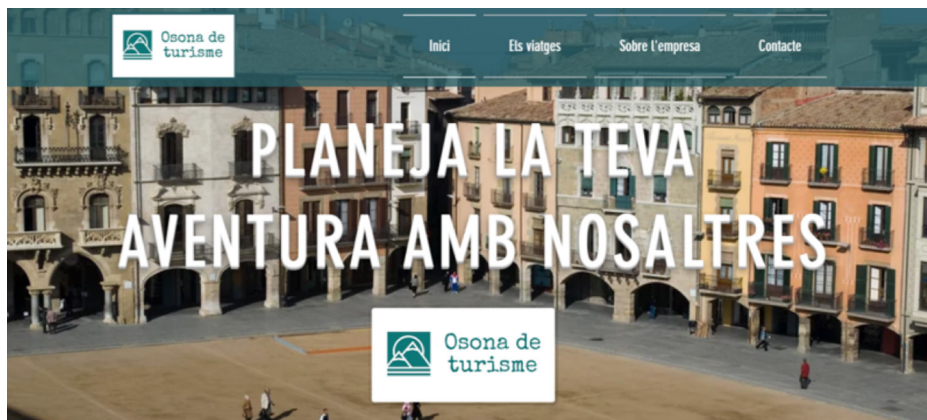 Osona de
turisme
Inici
Els viatges
Sobre l'empresa
Contacte
PLANEJA LA TEVA
AVENTURA AMB NOSALTRES
Osona de
turisme